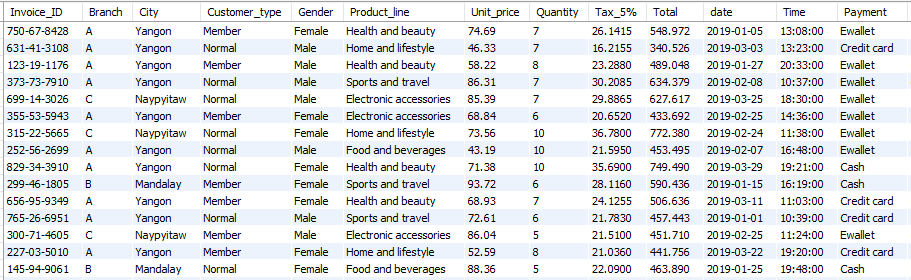 Invoice_ID Branch City Customer_type Gender Product_line Unit_price Quantity Tax_5% Total date Time Payment
750-67-8428 A Yangon Member Female Health and beauty 74.69 7 26.1415 548.972 2019-01-05 13:08:00 Ewallet
631-41-3108 A Yangon Normal Male Home and lifestyle 46.33 7 16.2155 340.526 2019-03-03 13:23:00 Credit card
123-19-1176 A Yangon Member Male Health and beauty 58.22 8 23.2880 489.048 2019-01-27 20:33:00 Ewallet
373-73-7910 A Yangon Normal Male Sports and travel 86.31 7 30.2085 634.379 2019-02-08 10:37:00 Ewallet
699-14-3026 C Naypyitaw Normal Male Electronic accessories 85.39 7 29.8865 627.617 2019-03-25 18:30:00 Ewallet
355-53-5943 A Yangon Member Female Electronic accessories 68.84 6 20.6520 433.692 2019-02-25 14:36:00 Ewallet
315-22-5665 C Naypyitaw Normal Female Home and lifestyle 73.56 10 36.7800 772.380 2019-02-24 11:38:00 Ewallet
252-56-2699 A Yangon Normal Male Food and beverages 43.19 10 21.5950 453.495 2019-02-07 16:48:00 Ewallet
829-34-3910 A Yangon Normal Female Health and beauty 71.38 10 35.6900 749.490 2019-03-29 19:21:00 Cash
299-46-1805 B Mandalay Member Female Sports and travel 93.72 6 28.1160 590.436 2019-01-15 16:19:00 Cash
656-95-9349 A Yangon Member Female Health and beauty 68.93 7 24.1255 506.636 2019-03-11 11:03:00 Credit card
765-26-6951 A Yangon Normal Male Sports and travel 72.61 6 21.7830 457.443 2019-01-01 10:39:00 Credit card
300-71-4605 C Naypyitaw Member Male Electronic accessories 86.04 5 21.5100 451.710 2019-02-25 11:24:00 Ewallet
227-03-5010 A Yangon Member Female Home and lifestyle 52.59 8 21.0360 441.756 2019-03-22 19:20:00 Credit card
145-94-9061 B Mandalay Normal Female Food and beverages 88.36 5 22.0900 463.890 2019-01-25 19:48:00 Cash